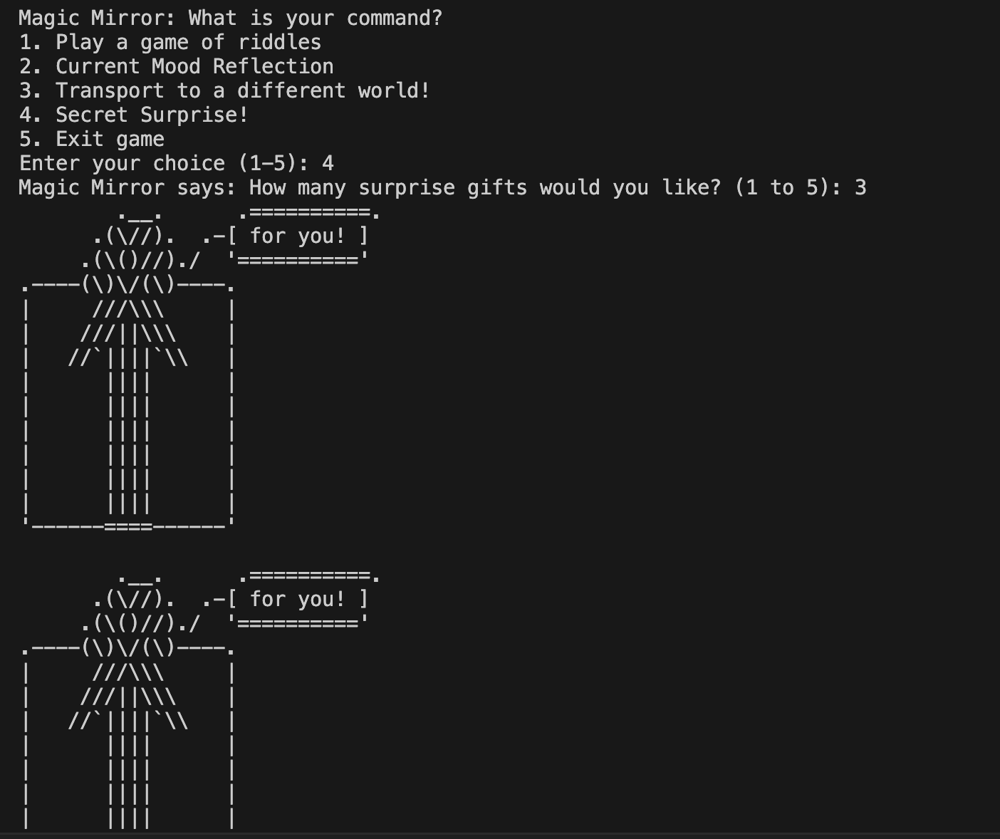 Magic Mirror: What is your command?
1. Play a game of riddles
2. Current Mood Reflection
3. Transport to a different world!
4. Secret Surprise!
5. Exit game
Enter your choice (1-5): 4
Magic Mirror says: How many surprise gifts would you like? (1 to 5): 3
        .__.      .==========.
      .(\//).  .-[ for you! ]
     .(\()//)./  '=========='
.----(\)\/(\)----.
|     ///\\\     |
|    ///||\\\    |
|   //`||||`\\   |
|      ||||      |
|      ||||      |
|      ||||      |
|      ||||      |
|      ||||      |
|      ||||      |
'------====------'

        .__.      .==========.
      .(\//).  .-[ for you! ]
     .(\()//)./  '=========='
.----(\)\/(\)----.
|     ///\\\     |
|    ///||\\\    |
|   //`||||`\\   |
|      ||||      |
|      ||||      |
|      ||||      |
|      ||||      |